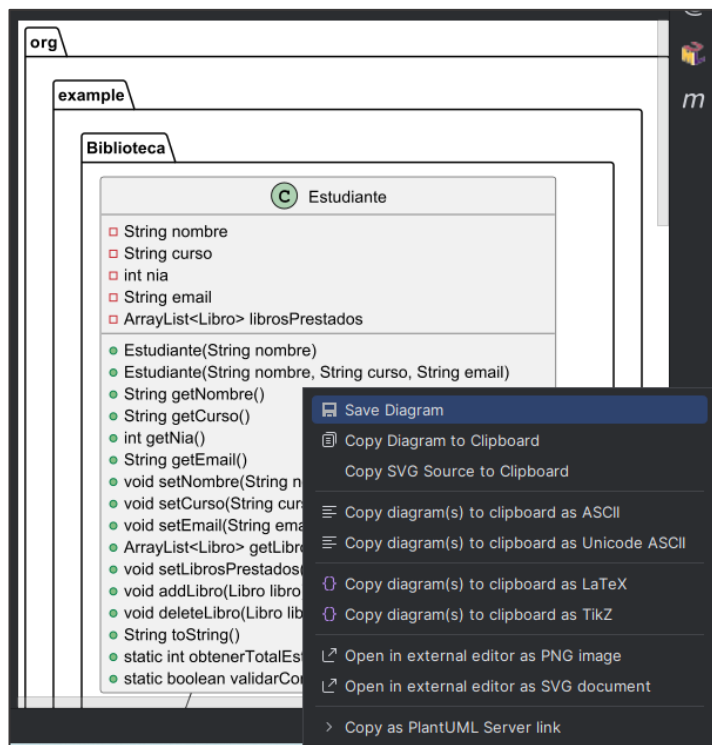 org
example
Biblioteca
C Estudiante
String nombre
String curso
int nia
String email
ArrayList<Libro> librosPrestados
Estudiante(String nombre)
Estudiante(String nombre, String curso, String email)
String getNombre()
String getCurso()
int getNia()
String getEmail()
void setNombre(String
void setCurso(String
void setEmail(String
ArrayList<Libro>
void setLibrosPrestados(
void addLibro(Libro libro
void deleteLibro(Libro
String toString()
static int
static boolean
m
Save Diagram
Copy Diagram to Clipboard
Copy SVG Source to Clipboard
Copy diagram(s) to clipboard as ASCII
Copy diagram(s) to clipboard as Unicode ASCII
{} Copy diagram(s) to clipboard as LaTeX
{} Copy diagram(s) to clipboard as TikZ
Open in external editor as PNG image
Open in external editor as SVG document
> Copy as PlantUML Server link